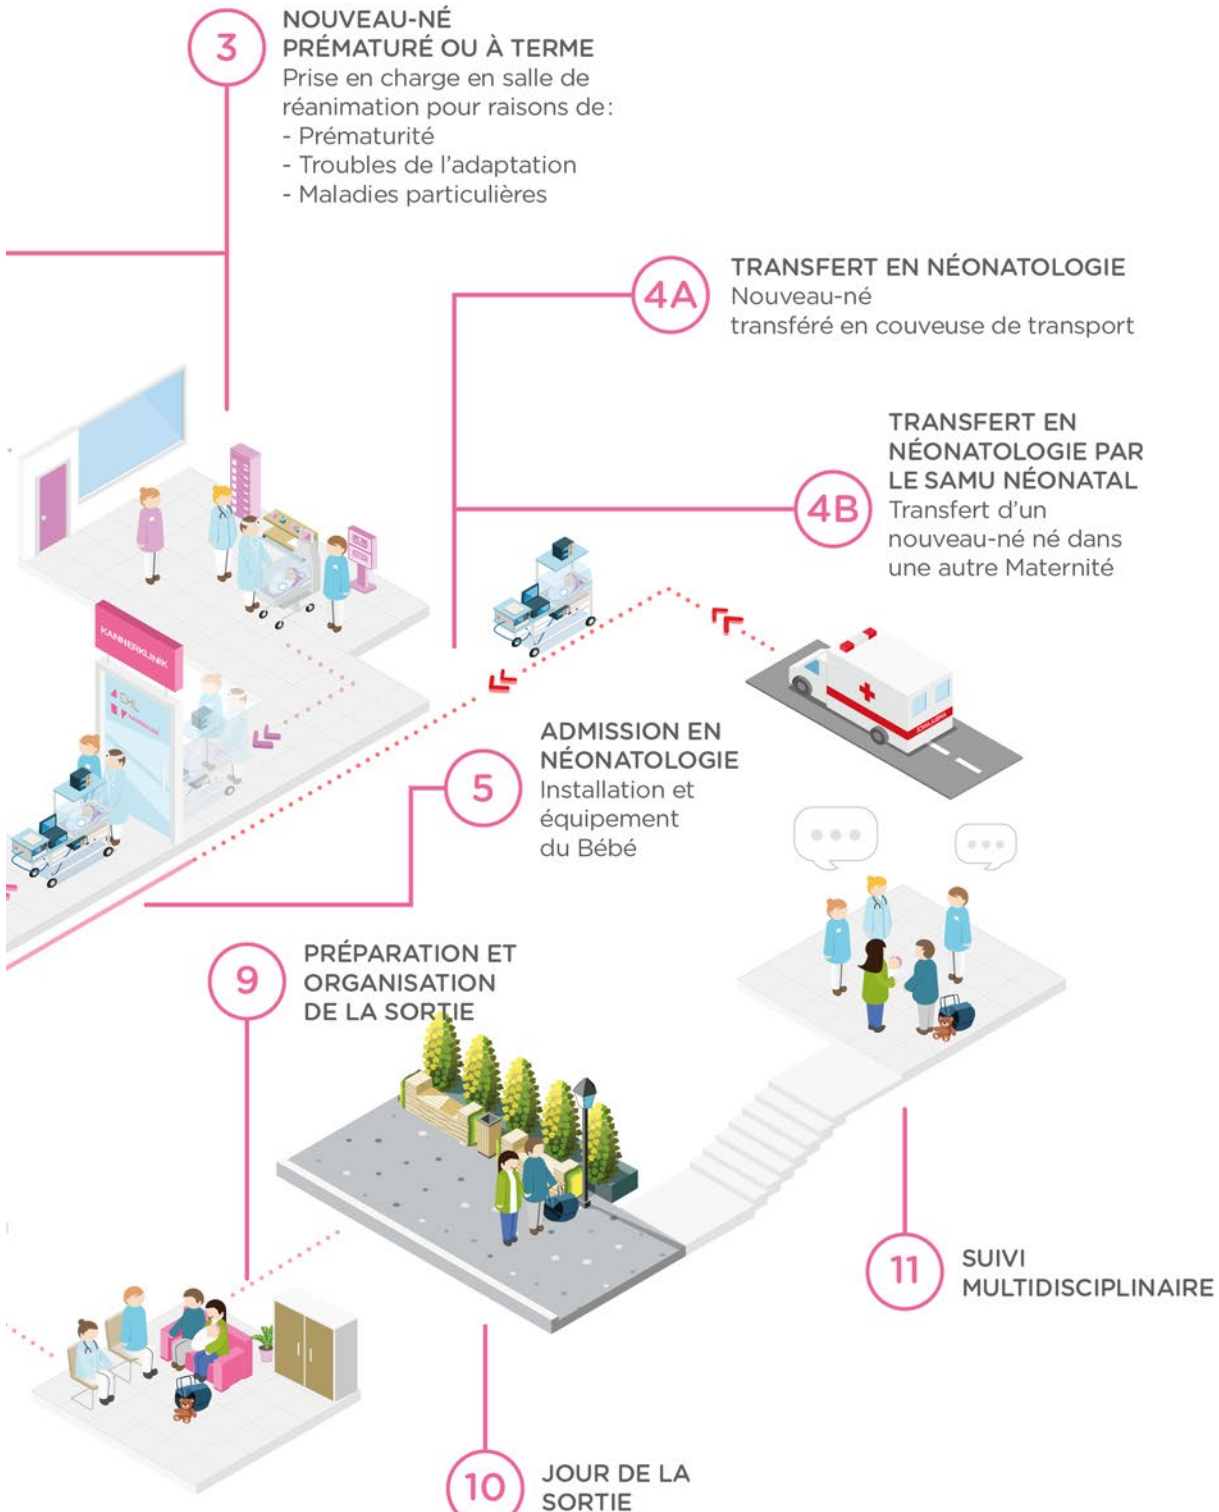 3
NOUVEAU-NÉ
PRÉMATURÉ OU À TERME
Prise en charge en salle de
réanimation pour raisons de :
- Prématurité
- Troubles de l'adaptation
- Maladies particulières
4A
TRANSFERT EN NÉONATOLOGIE
Nouveau-né
transféré en couveuse de transport
4B
TRANSFERT EN
NÉONATOLOGIE PAR
LE SAMU NÉONATAL
Transfert d'un
nouveau-né né dans
une autre Maternité
KANNERKLINIK
CHL
KANNERKLINIK
AMBULANCE
5
ADMISSION EN
NÉONATOLOGIE
Installation et
équipement
du Bébé
9
PRÉPARATION ET
ORGANISATION
DE LA SORTIE
11
SUIVI
MULTIDISCIPLINAIRE
10
JOUR DE LA
SORTIE